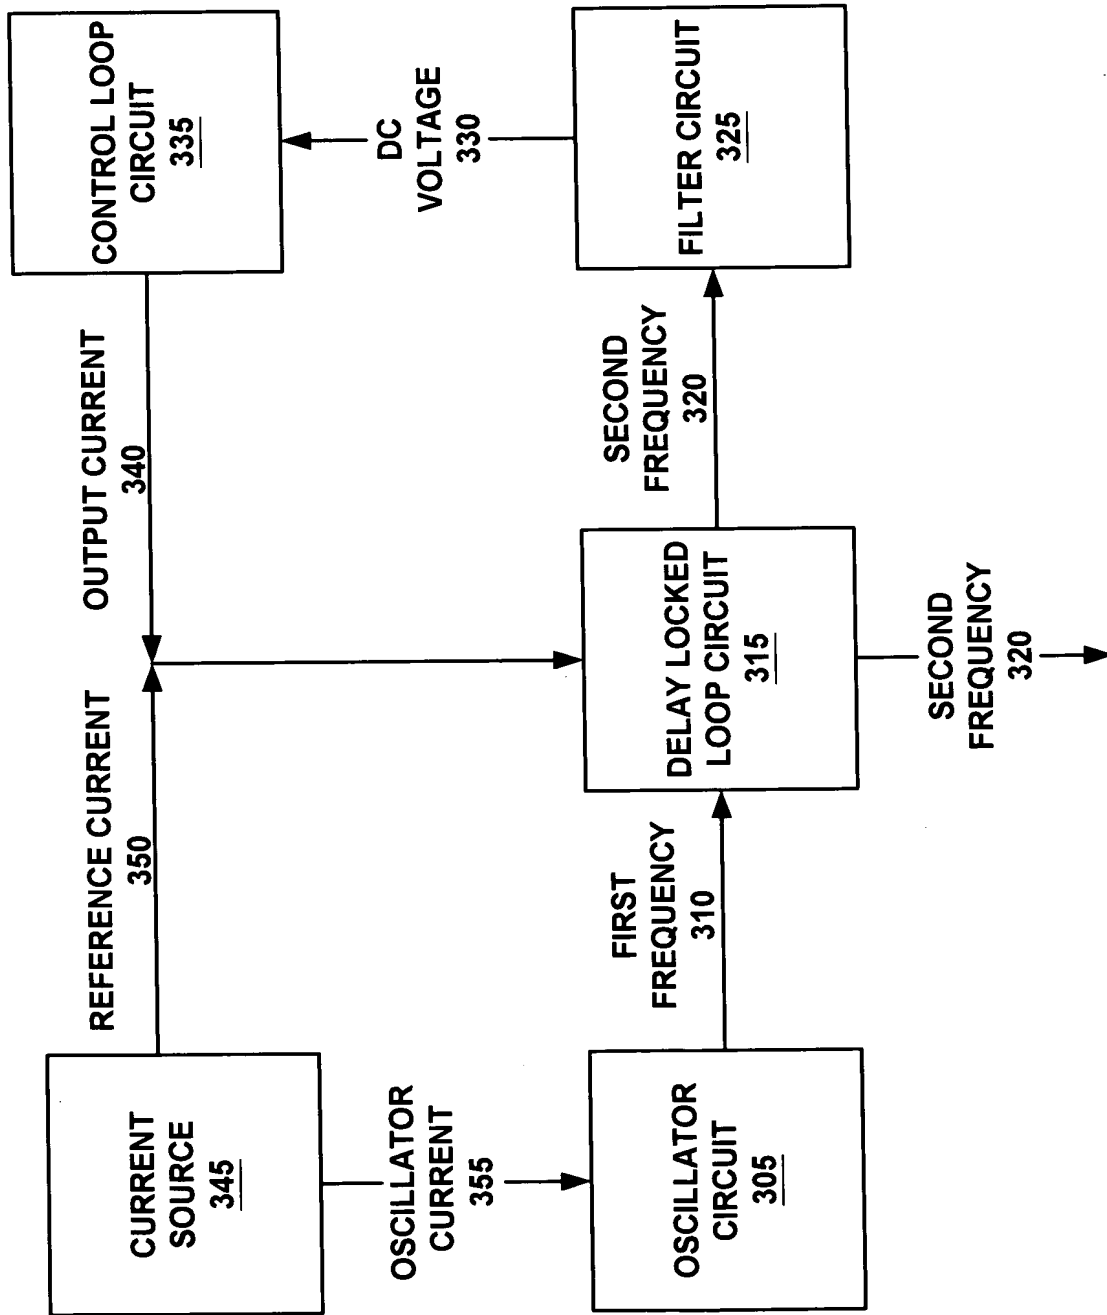 CURRENT
SOURCE
345
REFERENCE CURRENT
350
OUTPUT CURRENT
340
CONTROL LOOP
CIRCUIT
335
OSCILLATOR
CURRENT
355
DC
VOLTAGE
330
OSCILLATOR
CIRCUIT
305
FIRST
FREQUENCY
310
DELAY LOCKED
LOOP CIRCUIT
315
SECOND
FREQUENCY
320
FILTER CIRCUIT
325
SECOND
FREQUENCY
320